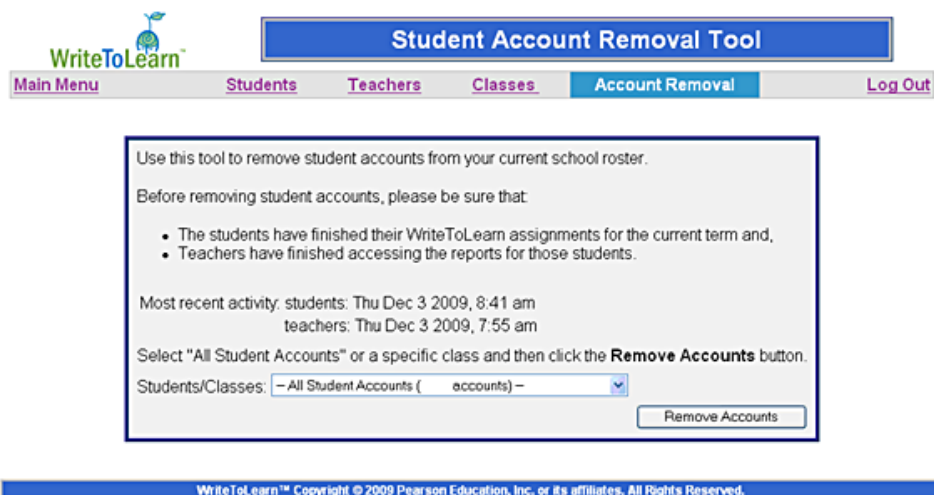 WriteToLearn™
Student Account Removal Tool
Main Menu Students Teachers Classes Account Removal Log Out
Use this tool to remove student accounts from your current school roster.
Before removing student accounts, please be sure that:
• The students have finished their WriteToLearn assignments for the current term and,
• Teachers have finished accessing the reports for those students.
Most recent activity: students: Thu Dec 3 2009, 8:41 am
teachers: Thu Dec 3 2009, 7:55 am
Select "All Student Accounts" or a specific class and then click the Remove Accounts button.
Students/Classes: – All Student Accounts ( accounts) –
Remove Accounts
WriteToLearn™ Copyright © 2009 Pearson Education, Inc. or its affiliates. All Rights Reserved.